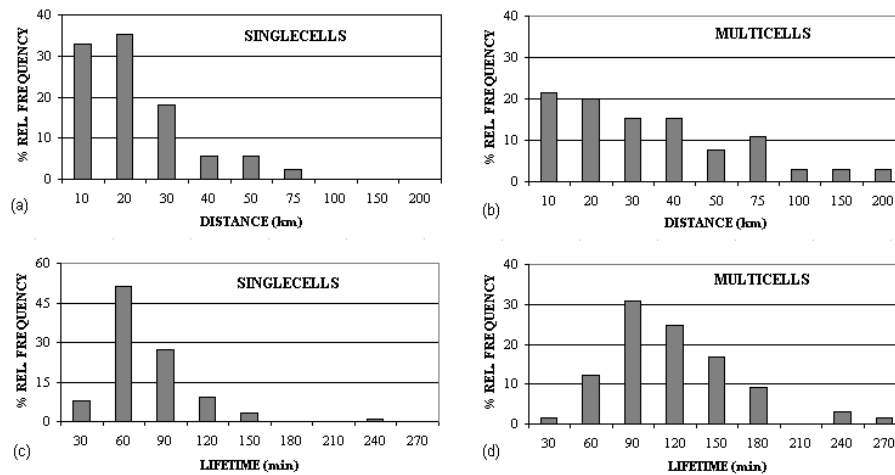 SINGLECELLS
% REL. FREQUENCY
40
30
20
10
0
10 20 30 40 50 75 100 150 200
(a)
DISTANCE (km)
MULTICELLS
% REL. FREQUENCY
40
30
20
10
0
10 20 30 40 50 75 100 150 200
(b)
DISTANCE (km)
SINGLECELLS
% REL. FREQUENCY
60
45
30
15
0
30 60 90 120 150 180 210 240 270
(c)
LIFETIME (min)
MULTICELLS
% REL. FREQUENCY
40
30
20
10
0
30 60 90 120 150 180 210 240 270
(d)
LIFETIME (min)